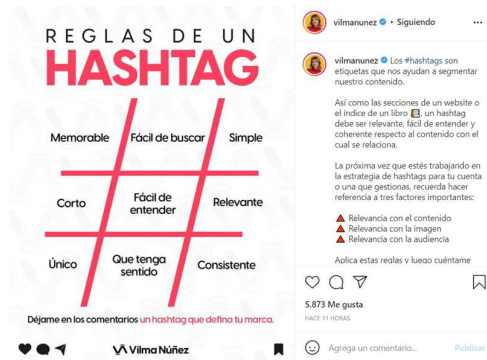 REGLAS DE UN
HASHTAG
Memorable
Fácil de buscar
Simple
Corto
Fácil de
entender
Relevante
Único
Que tenga
sentido
Consistente
Déjame en los comentarios un hashtag que defina tu marca.
Vilma Núñez
vilmanunez • Siguiendo
vilmanunez Los #hashtags son
etiquetas que nos ayudan a segmentar
nuestro contenido.
Así como las secciones de un website o
el índice de un libro, un hashtag
debe ser relevante, fácil de entender y
coherente respecto al contenido con el
cual se relaciona.
La próxima vez que estés trabajando en
la estrategia de hashtags para tu cuenta
o una que gestionas, recuerda hacer
referencia a tres factores importantes:
Relevancia con el contenido
Relevancia con la imagen
Relevancia con la audiencia
Aplica estas reglas y luego cuéntame
5,873 Me gusta
HACE 11 HORAS
Agrega un comentario...
Publicar